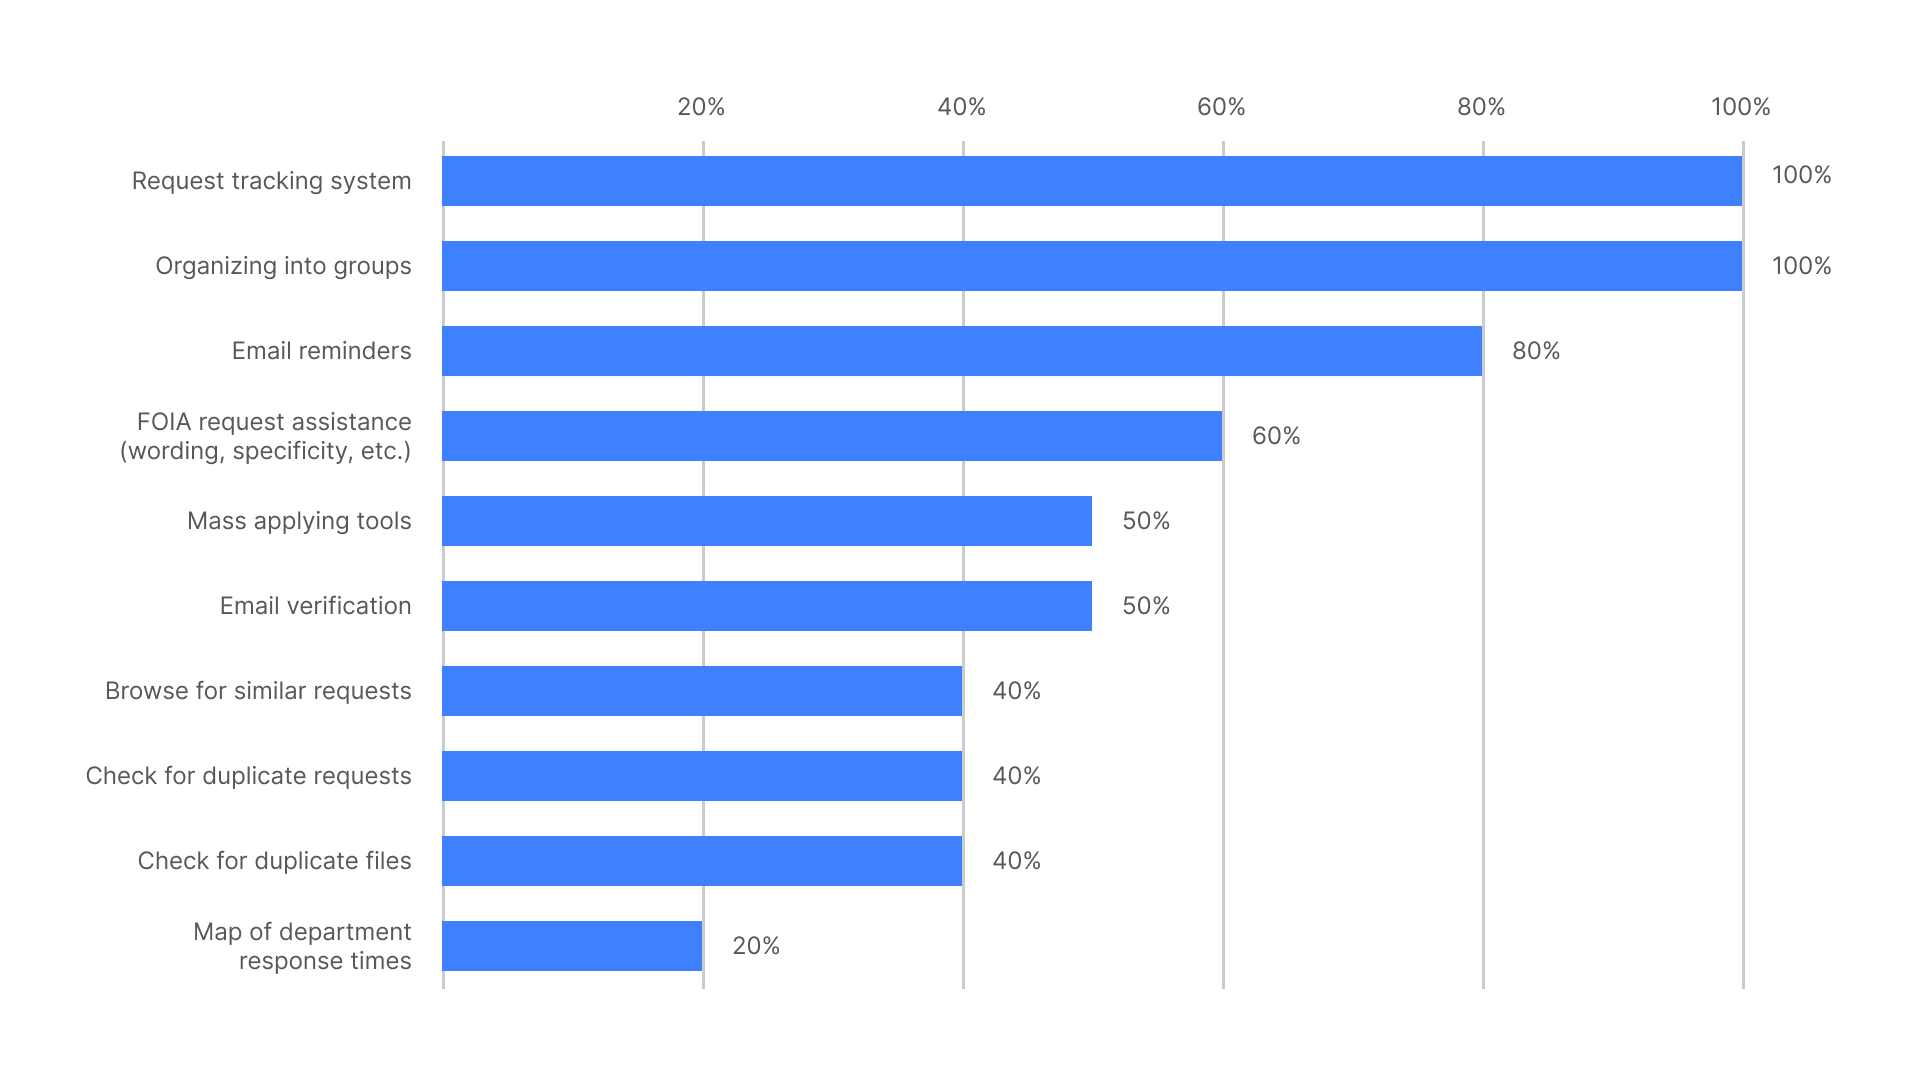 20% 40% 60% 80% 100%
Request tracking system 100%
Organizing into groups 100%
Email reminders 80%
FOIA request assistance
(wording, specificity, etc.) 60%
Mass applying tools 50%
Email verification 50%
Browse for similar requests 40%
Check for duplicate requests 40%
Check for duplicate files 40%
Map of department
response times 20%